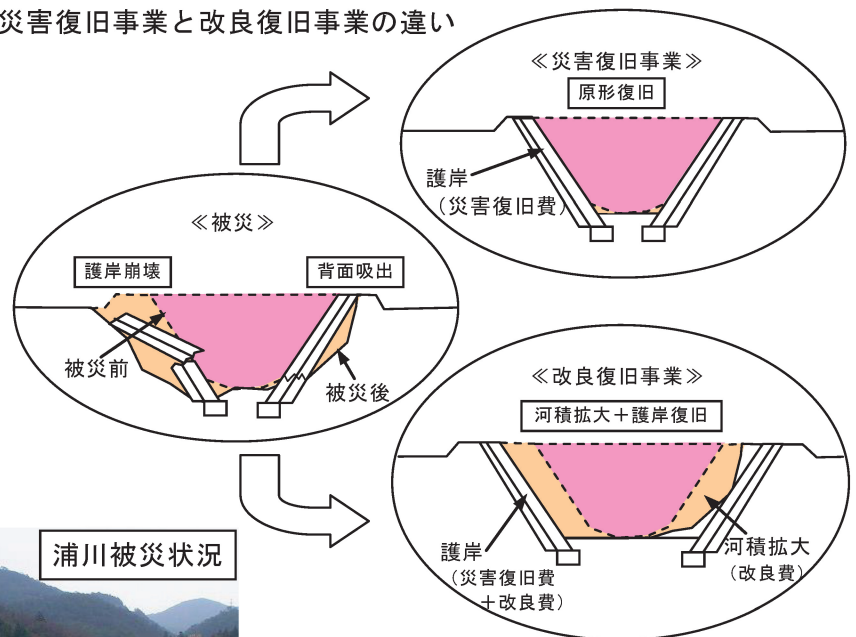 災害復旧事業と改良復旧事業の違い
≪災害復旧事業≫
原形復旧
護岸
（災害復旧費）
≪被災≫
護岸崩壊
背面吸出
被災前
被災後
≪改良復旧事業≫
河積拡大＋護岸復旧
護岸
（災害復旧費
＋改良費）
河積拡大
（改良費）
浦川被災状況